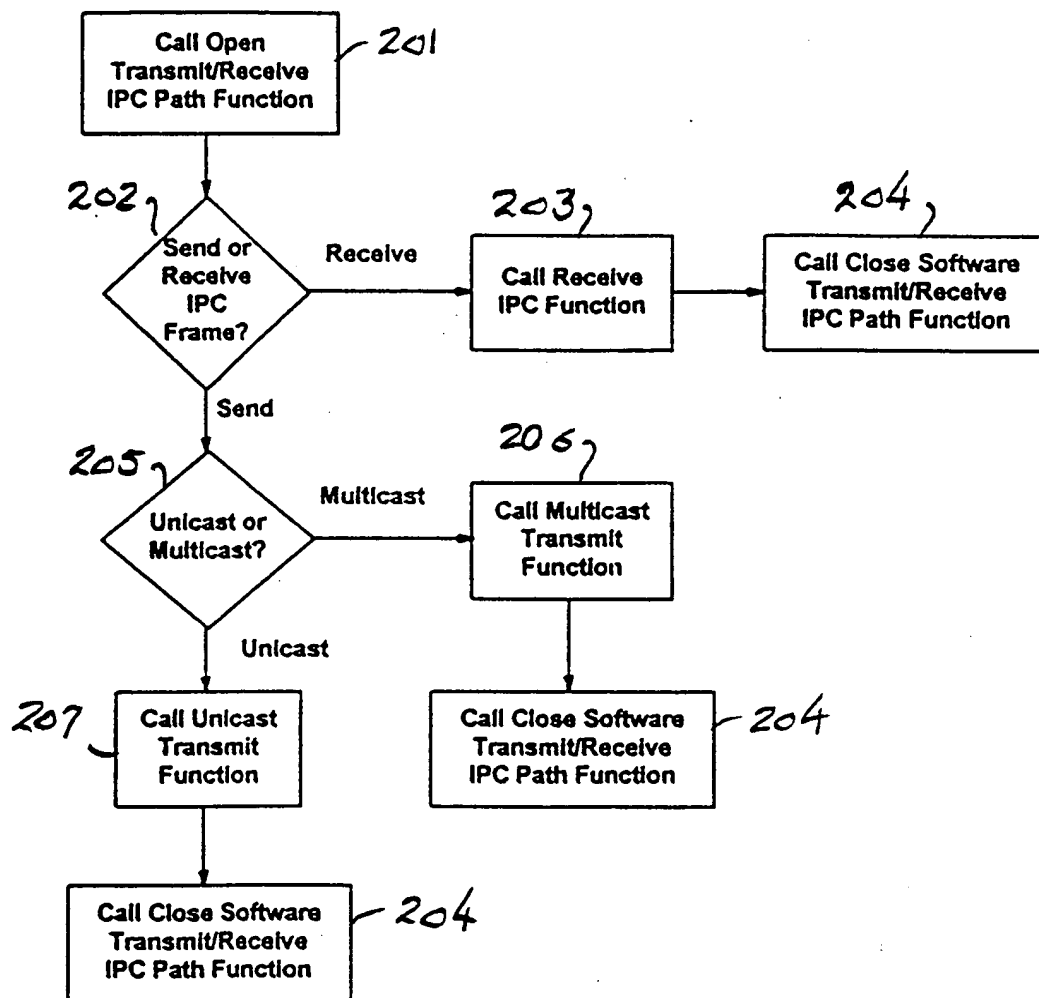 Call Open
Transmit/Receive
IPC Path Function
201
202
Send or
Receive
IPC
Frame?
Receive
203
Call Receive
IPC Function
204
Call Close Software
Transmit/Receive
IPC Path Function
Send
205
Unicast or
Multicast?
Multicast
206
Call Multicast
Transmit
Function
Unicast
207
Call Unicast
Transmit
Function
Call Close Software
Transmit/Receive
IPC Path Function
204
Call Close Software
Transmit/Receive
IPC Path Function
204